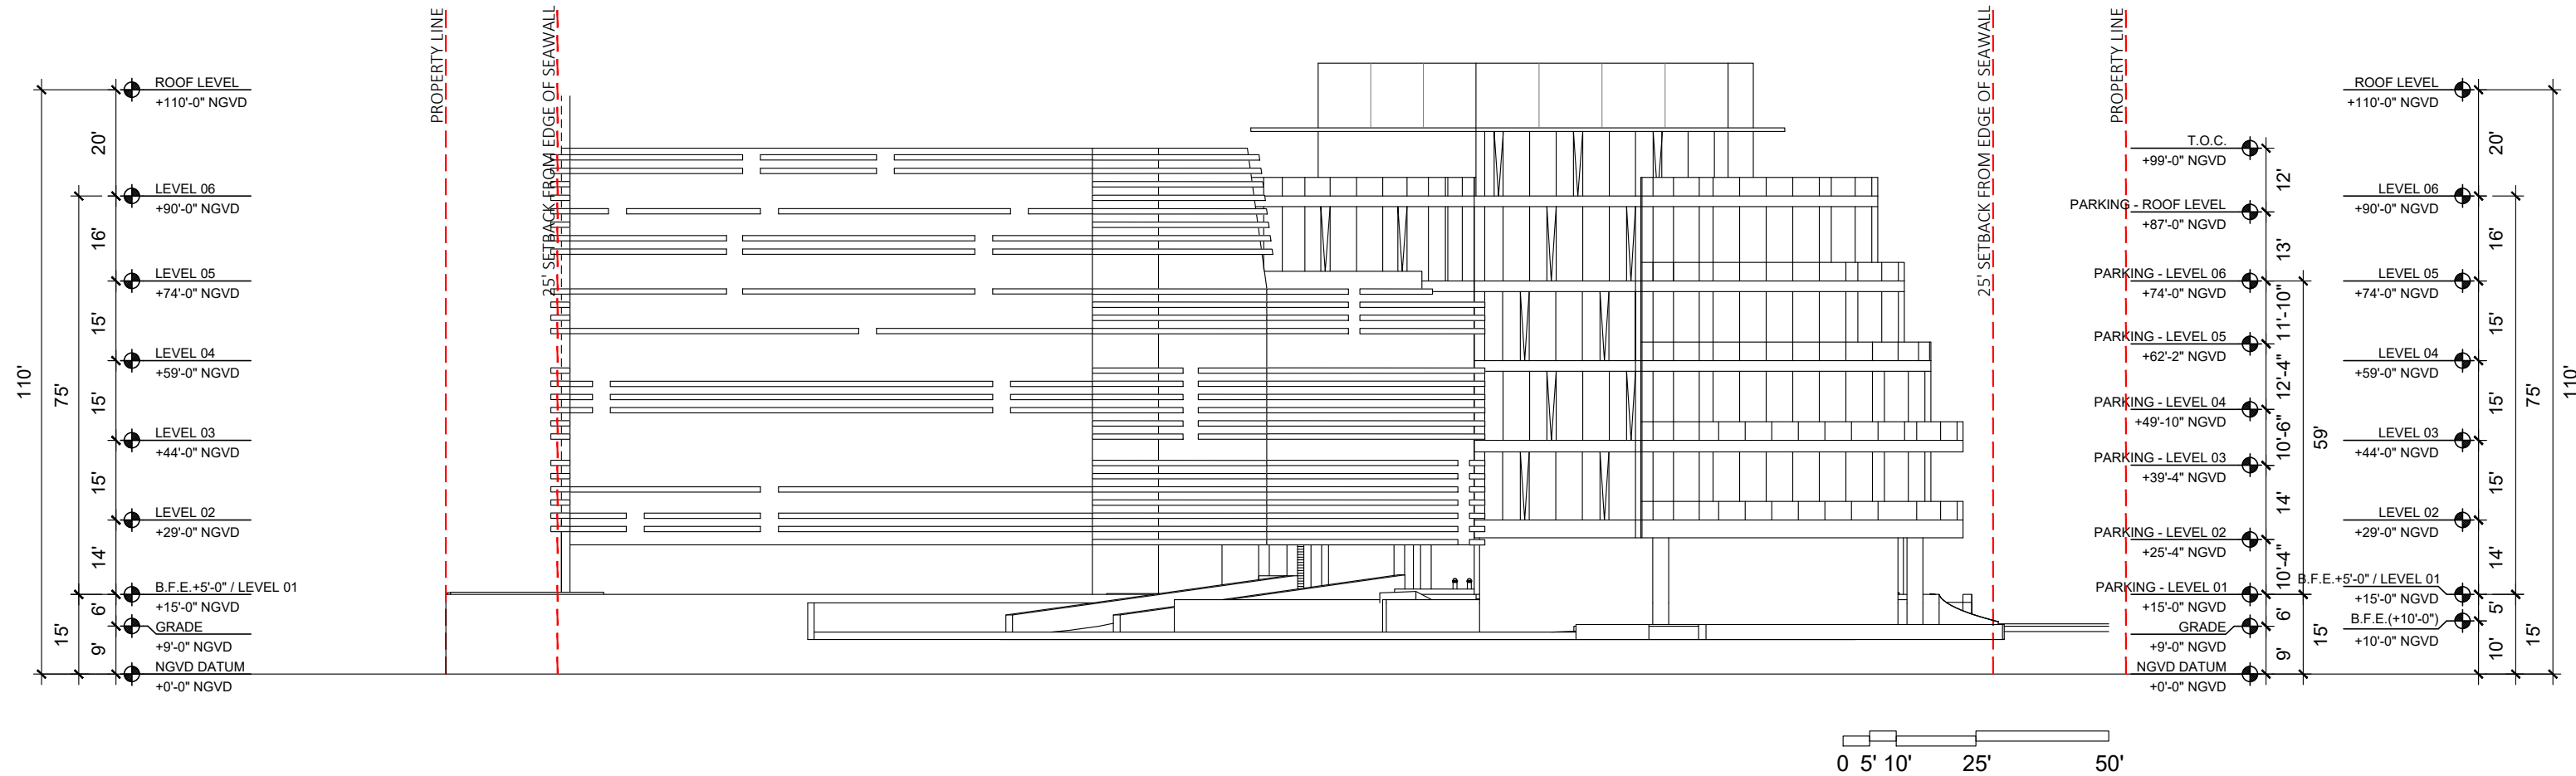 ROOF LEVEL
+110'-0" NGVD
LEVEL 06
+90'-0" NGVD
LEVEL 05
+74'-0" NGVD
LEVEL 04
+59'-0" NGVD
LEVEL 03
+44'-0" NGVD
LEVEL 02
+29'-0" NGVD
B.F.E.+5'-0" / LEVEL 01
+15'-0" NGVD
GRADE
+9'-0" NGVD
NGVD DATUM
+0'-0" NGVD
110'
75'
15'
20'
16'
15'
15'
15'
14'
6'
9'
PROPERTY LINE
25' SETBACK FROM EDGE OF SEAWALL
25' SETBACK FROM EDGE OF SEAWALL
PROPERTY LINE
T.O.C.
+99'-0" NGVD
PARKING - ROOF LEVEL
+87'-0" NGVD
PARKING - LEVEL 06
+74'-0" NGVD
PARKING - LEVEL 05
+62'-2" NGVD
PARKING - LEVEL 04
+49'-10" NGVD
PARKING - LEVEL 03
+39'-4" NGVD
PARKING - LEVEL 02
+25'-4" NGVD
PARKING - LEVEL 01
+15'-0" NGVD
GRADE
+9'-0" NGVD
NGVD DATUM
+0'-0" NGVD
12'
13'
11'-10"
12'-4"
10'-6"
14'
10'-4"
6'
9'
59'
15'
ROOF LEVEL
+110'-0" NGVD
LEVEL 06
+90'-0" NGVD
LEVEL 05
+74'-0" NGVD
LEVEL 04
+59'-0" NGVD
LEVEL 03
+44'-0" NGVD
LEVEL 02
+29'-0" NGVD
B.F.E.+5'-0" / LEVEL 01
+15'-0" NGVD
B.F.E.(+10'-0")
+10'-0" NGVD
20'
16'
15'
15'
15'
14'
5'
10'
75'
15'
110'
0 5' 10' 25' 50'